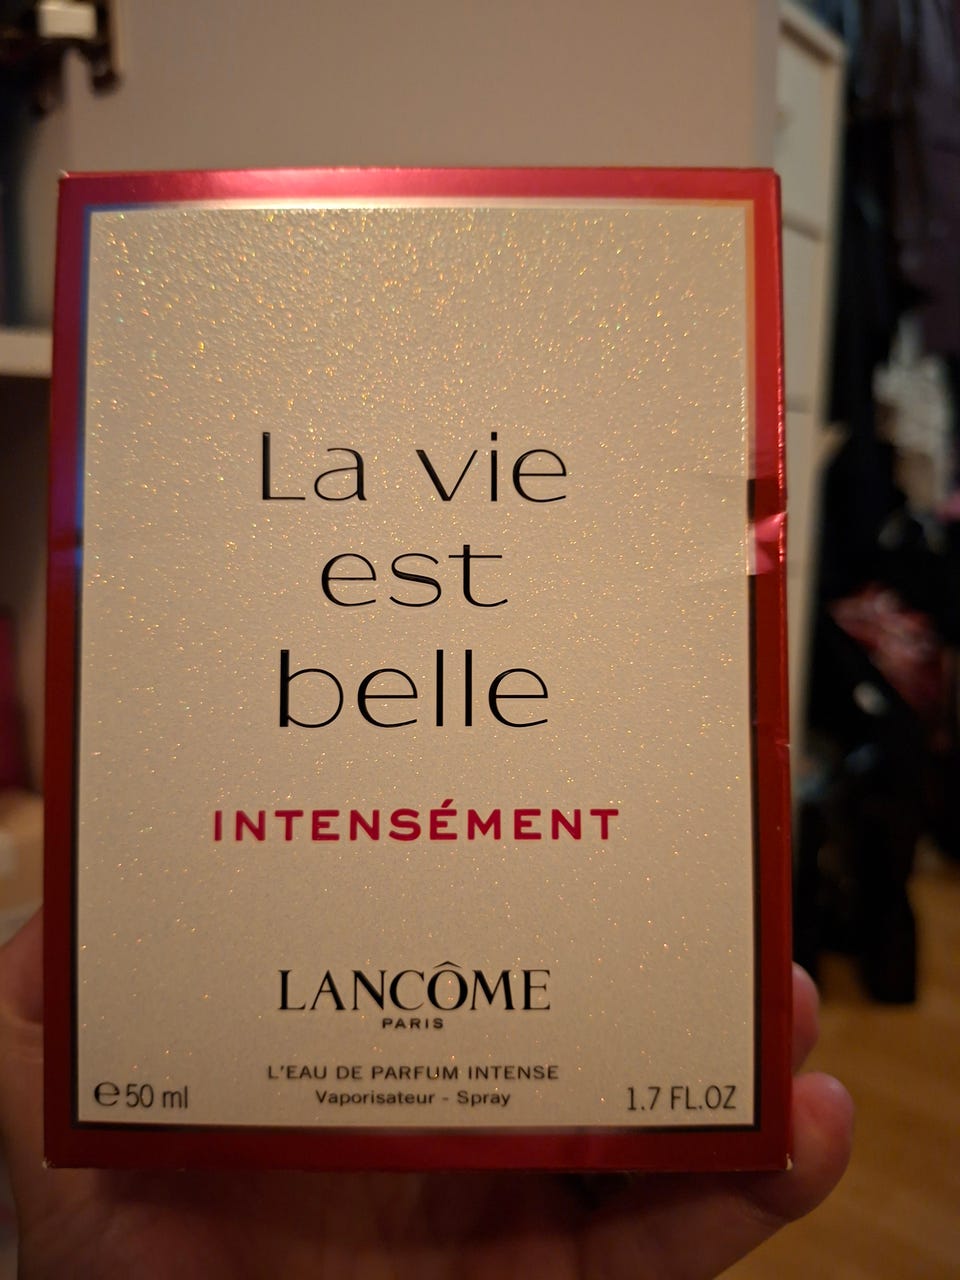 La vie
est
belle
INTENSÉMENT
LANCÔME
PARIS
L'EAU DE PARFUM INTENSE
Vaporisateur - Spray
℮50 ml
1.7 FL.OZ